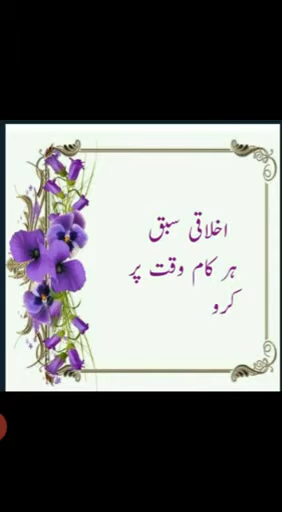 اخلاقی سبق
ہر کام وقت پر
کرو